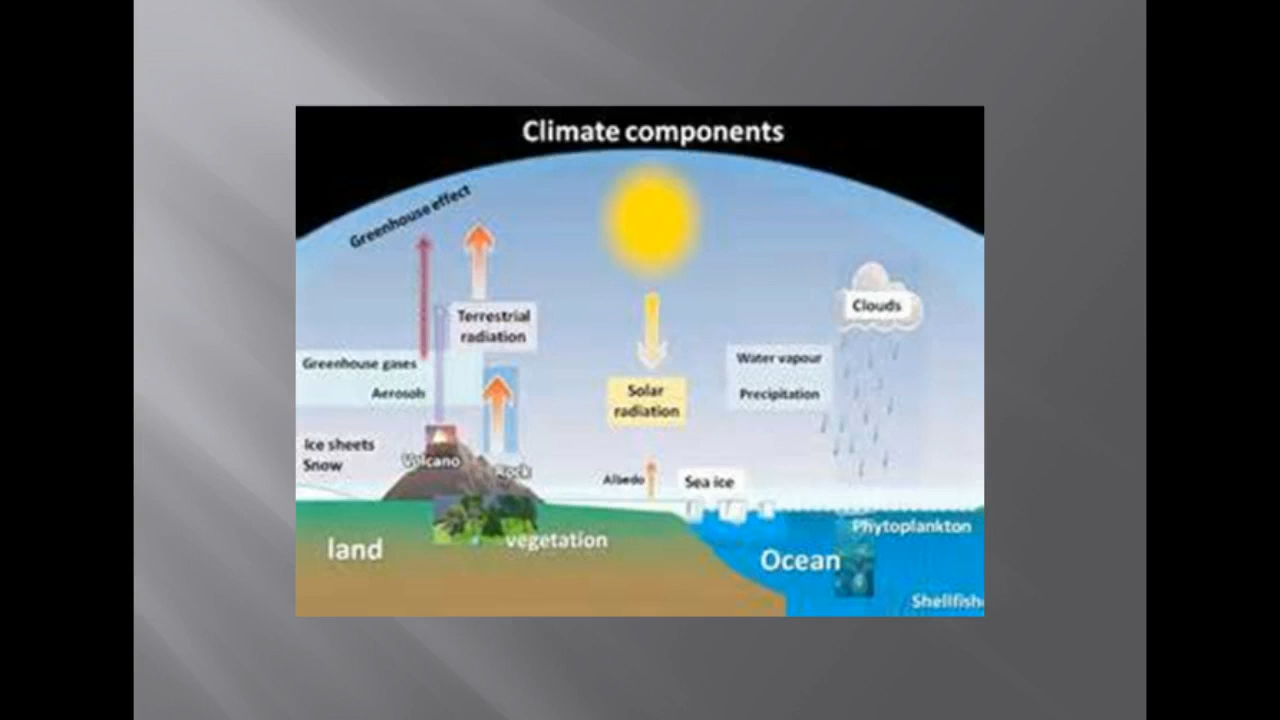 Climate components
Greenhouse effect
Terrestrial
radiation
Greenhouse gases
Aerosols
Ice sheets
Snow
Volcano
Rock
Solar
radiation
Albedo
Sea ice
Clouds
Water vapour
Precipitation
land
vegetation
Ocean
Phytoplankton
Shellfish